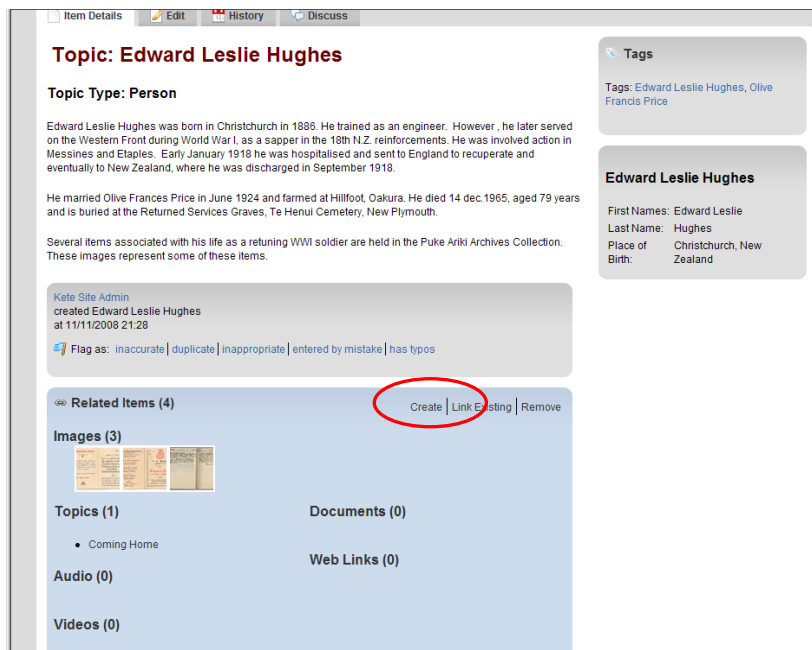 Item Details Edit History Discuss
Topic: Edward Leslie Hughes
Topic Type: Person
Edward Leslie Hughes was born in Christchurch in 1886. He trained as an engineer. However , he later served
on the Western Front during World War I, as a sapper in the 18th N.Z. reinforcements. He was involved action in
Messines and Etaples. Early January 1918 he was hospitalised and sent to England to recuperate and
eventually to New Zealand, where he was discharged in September 1918.
He married Olive Frances Price in June 1924 and farmed at Hillfoot, Oakura. He died 14 dec.1965, aged 79 years
and is buried at the Returned Services Graves, Te Henui Cemetery, New Plymouth.
Several items associated with his life as a retuning WWI soldier are held in the Puke Ariki Archives Collection.
These images represent some of these items.
Kete Site Admin
created Edward Leslie Hughes
at 11/11/2008 21:28
Flag as: inaccurate | duplicate | inappropriate | entered by mistake | has typos
Related Items (4)
Create | Link Existing | Remove
Images (3)
Topics (1)
Coming Home
Audio (0)
Videos (0)
Documents (0)
Web Links (0)
Tags
Tags: Edward Leslie Hughes, Olive
Francis Price
Edward Leslie Hughes
First Names: Edward Leslie
Last Name: Hughes
Place of Christchurch, New
Birth: Zealand